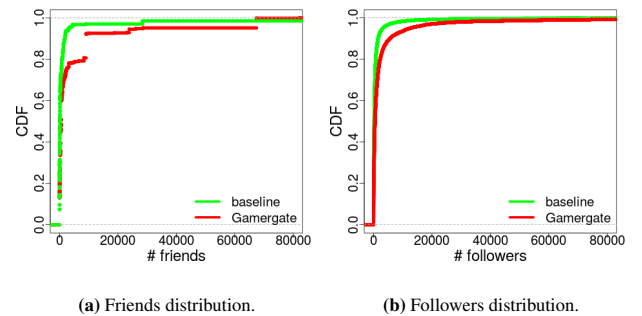 1.0
0.8
0.6
0.4
0.2
0.0
CDF
baseline
Gamergate
0 20000 40000 60000 80000
# friends
(a) Friends distribution.
1.0
0.8
0.6
0.4
0.2
0.0
CDF
baseline
Gamergate
0 20000 40000 60000 80000
# followers
(b) Followers distribution.